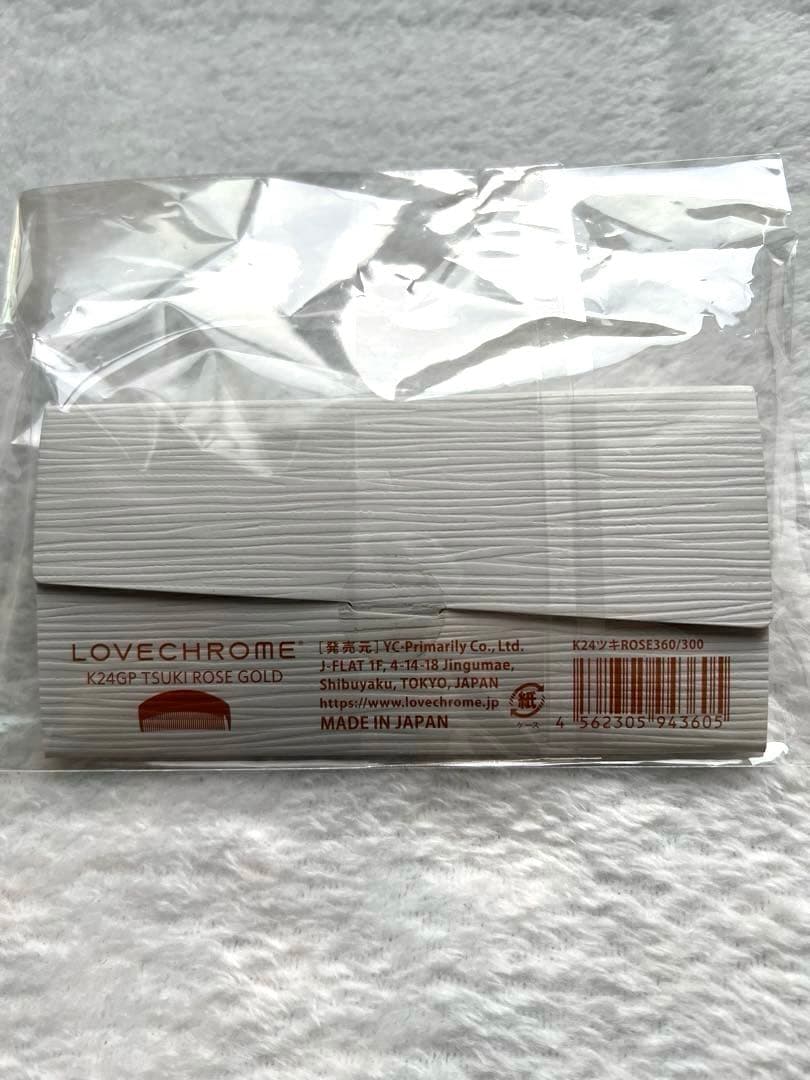 LOVECHROME®
K24GP TSUKI ROSE GOLD
[発売元] YC-Primarily Co., Ltd.
J-FLAT 1F, 4-14-18 Jingumae,
Shibuyaku, TOKYO, JAPAN
https://www.lovechrome.jp
MADE IN JAPAN
紙
ケース
K24ツキROSE360/300
4 562305 943605